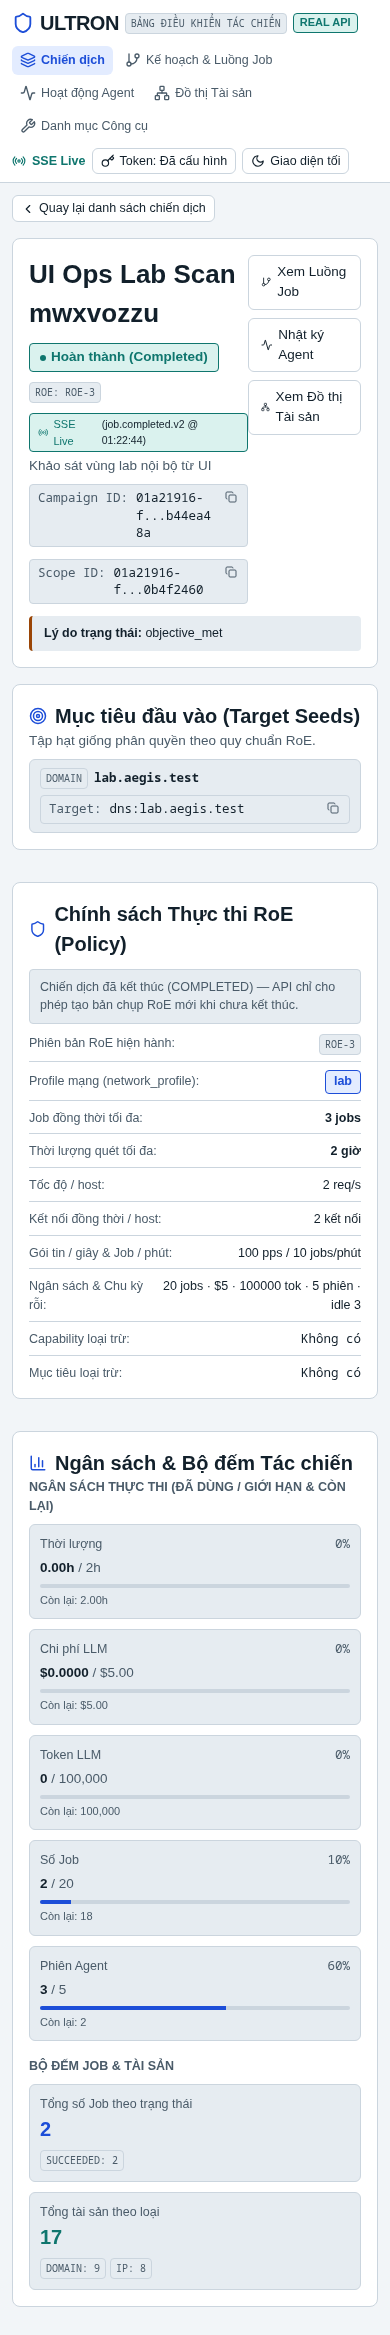 ULTRON BẢNG ĐIỀU KHIỂN TÁC CHIẾN REAL API
Chiến dịch Kế hoạch & Luồng Job
Hoạt động Agent Đồ thị Tài sản
Danh mục Công cụ
SSE Live Token: Đã cấu hình Giao diện tối
Quay lại danh sách chiến dịch
UI Ops Lab Scan
mwxvozzu
Hoàn thành (Completed)
ROE: ROE-3
SSE
Live
(job.completed.v2 @
01:22:44)
Khảo sát vùng lab nội bộ từ UI
Campaign ID: 01a21916-
f...b44ea4
8a
Scope ID: 01a21916-
f...0b4f2460
Xem Luồng
Job
Nhật ký
Agent
Xem Đồ thị
Tài sản
Lý do trạng thái: objective_met
Mục tiêu đầu vào (Target Seeds)
Tập hạt giống phân quyền theo quy chuẩn RoE.
DOMAIN lab.aegis.test
Target: dns:lab.aegis.test
Chính sách Thực thi RoE
(Policy)
Chiến dịch đã kết thúc (COMPLETED) — API chỉ cho
phép tạo bản chụp RoE mới khi chưa kết thúc.
Phiên bản RoE hiện hành: ROE-3
Profile mạng (network_profile): lab
Job đồng thời tối đa: 3 jobs
Thời lượng quét tối đa: 2 giờ
Tốc độ / host: 2 req/s
Kết nối đồng thời / host: 2 kết nối
Gói tin / giây & Job / phút: 100 pps / 10 jobs/phút
Ngân sách & Chu kỳ
rỗi:
20 jobs · $5 · 100000 tok · 5 phiên ·
idle 3
Capability loại trừ: Không có
Mục tiêu loại trừ: Không có
Ngân sách & Bộ đếm Tác chiến
NGÂN SÁCH THỰC THI (ĐÃ DÙNG / GIỚI HẠN & CÒN
LẠI)
Thời lượng 0%
0.00h / 2h
Còn lại: 2.00h
Chi phí LLM 0%
$0.0000 / $5.00
Còn lại: $5.00
Token LLM 0%
0 / 100,000
Còn lại: 100,000
Số Job 10%
2 / 20
Còn lại: 18
Phiên Agent 60%
3 / 5
Còn lại: 2
BỘ ĐẾM JOB & TÀI SẢN
Tổng số Job theo trạng thái
2
SUCCEEDED: 2
Tổng tài sản theo loại
17
DOMAIN: 9 IP: 8